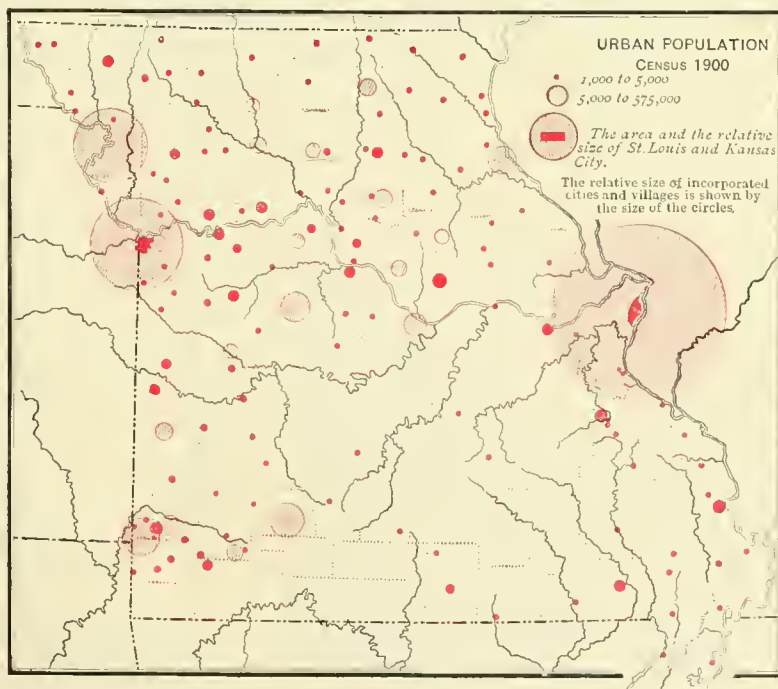 URBAN POPULATION
CENSUS 1900
1,000 to 5,000
5,000 to 575,000
The area and the relative
size of St. Louis and Kansas
City.
The relative size of incorporated
cities and villages is shown by
the size of the circles.